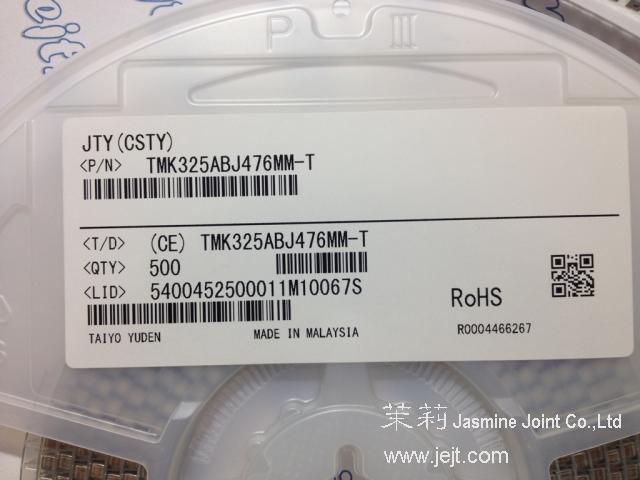 P III
JTY(CSTY)
<P/N> TMK325ABJ476MM-T
<T/D> (CE) TMK325ABJ476MM-T
<QTY> 500
<LID> 5400452500011M10067S
RoHS
TAIYO YUDEN MADE IN MALAYSIA R0004466267
茉莉 Jasmine Joint Co.,Ltd
www.jejt.com